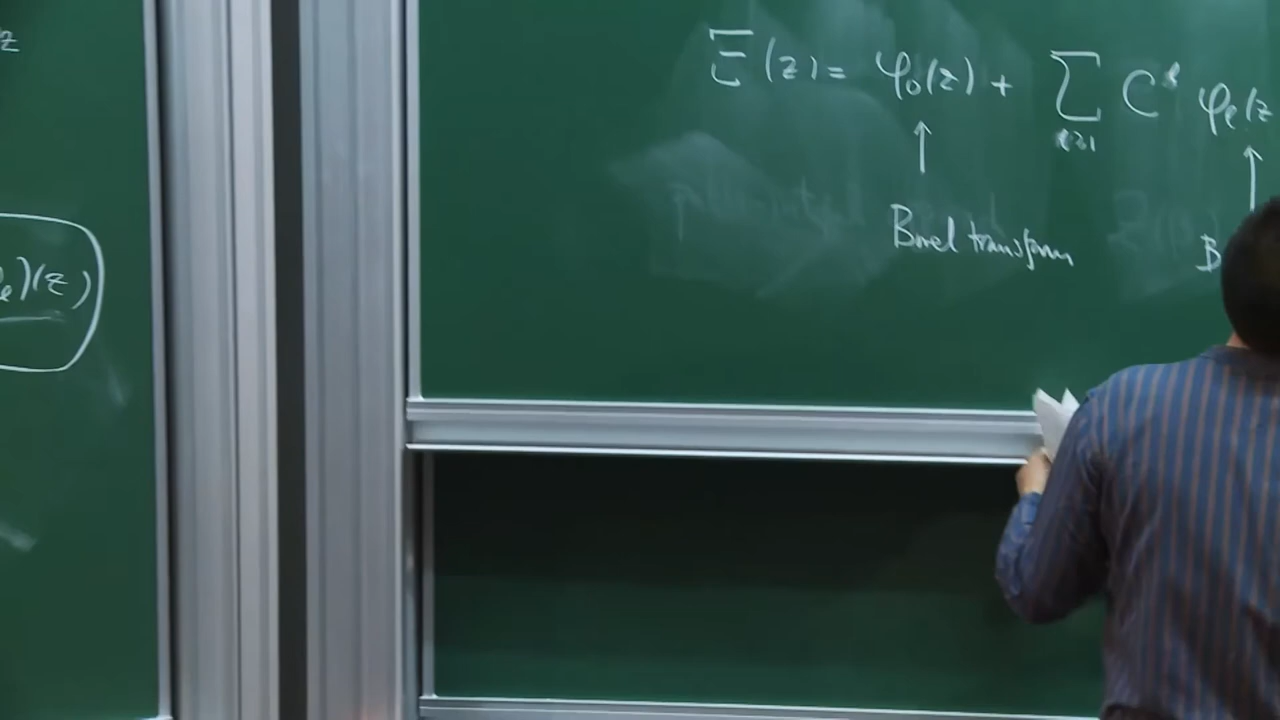 z
)(z)
Ξ(z) = φ₀(z) + Σ C^ℓ φ_ℓ(z
ℓ≥1
↑ ↑
Borel transform B